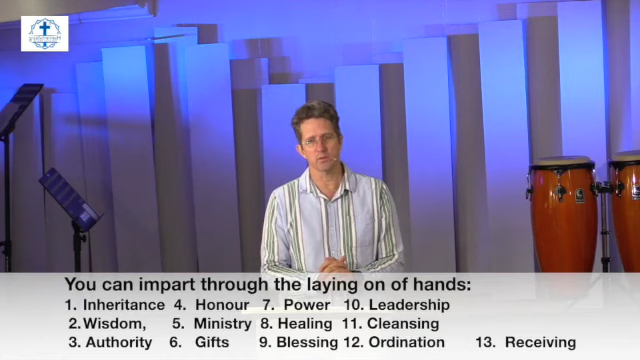 You can impart through the laying on of hands:
1. Inheritance 4. Honour 7. Power 10. Leadership
2. Wisdom, 5. Ministry 8. Healing 11. Cleansing
3. Authority 6. Gifts 9. Blessing 12. Ordination 13. Receiving